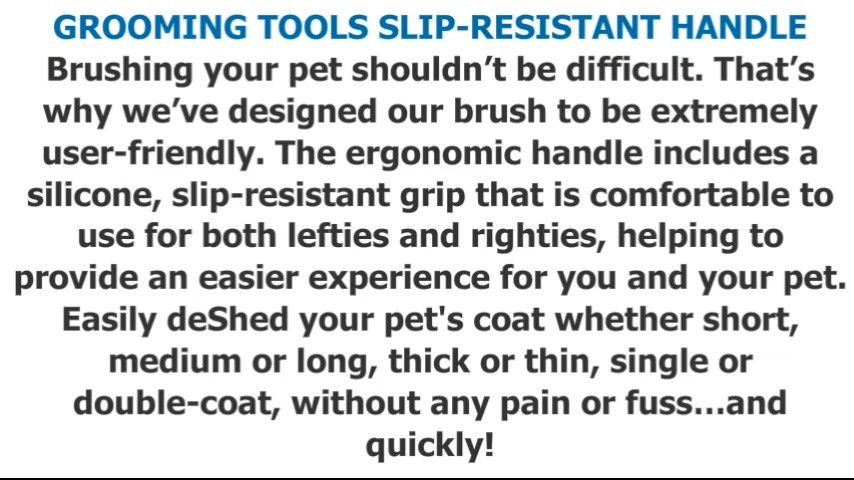 GROOMING TOOLS SLIP-RESISTANT HANDLE
Brushing your pet shouldn’t be difficult. That’s
why we’ve designed our brush to be extremely
user-friendly. The ergonomic handle includes a
silicone, slip-resistant grip that is comfortable to
use for both lefties and righties, helping to
provide an easier experience for you and your pet.
Easily deShed your pet's coat whether short,
medium or long, thick or thin, single or
double-coat, without any pain or fuss...and
quickly!